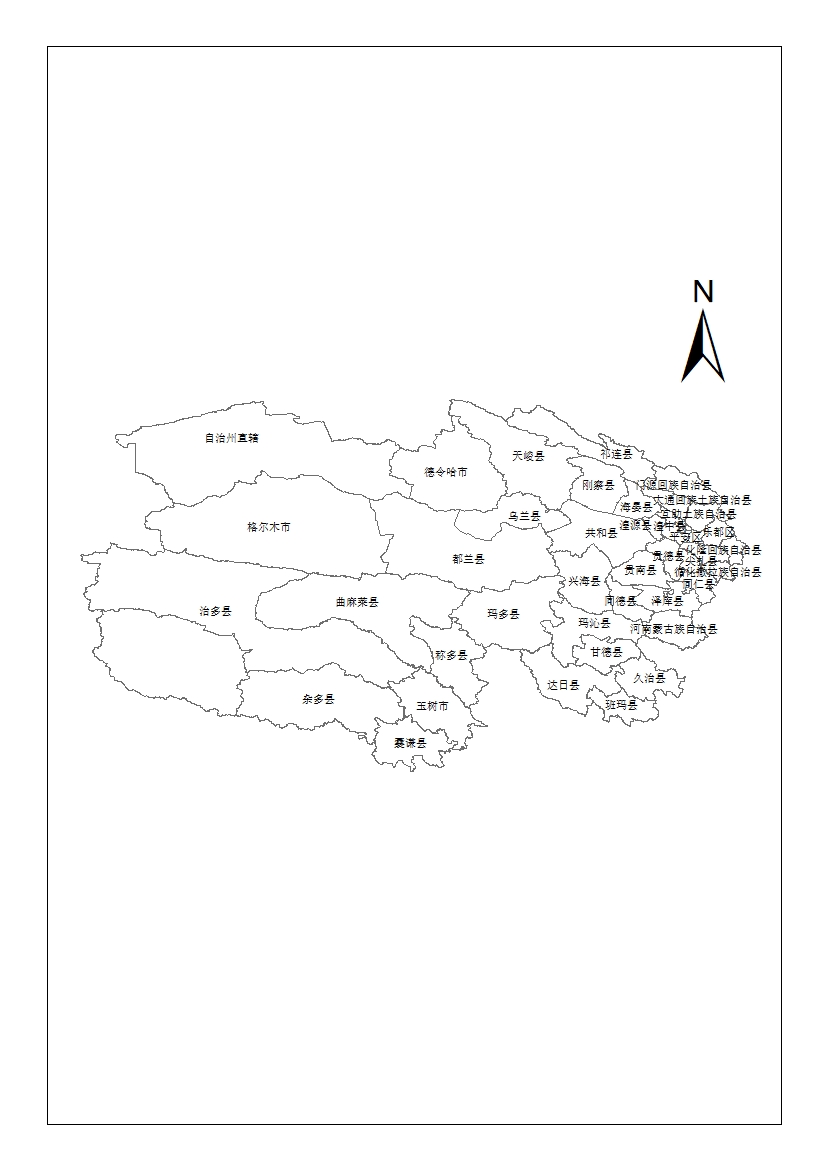 N
自治州直辖
祁连县
天峻县
德令哈市
刚察县
门源回族自治县
大通回族土族自治县
海晏县
互助土族自治县
乌兰县
湟源县
格尔木市
共和县
乐都区
平安区
化隆回族自治县
都兰县
贵德县
尖扎县
贵南县
循化撒拉族自治县
兴海县
同仁县
曲麻莱县
同德县
泽库县
治多县
玛多县
玛沁县
河南蒙古族自治县
甘德县
称多县
久治县
达日县
杂多县
玉树市
班玛县
囊谦县